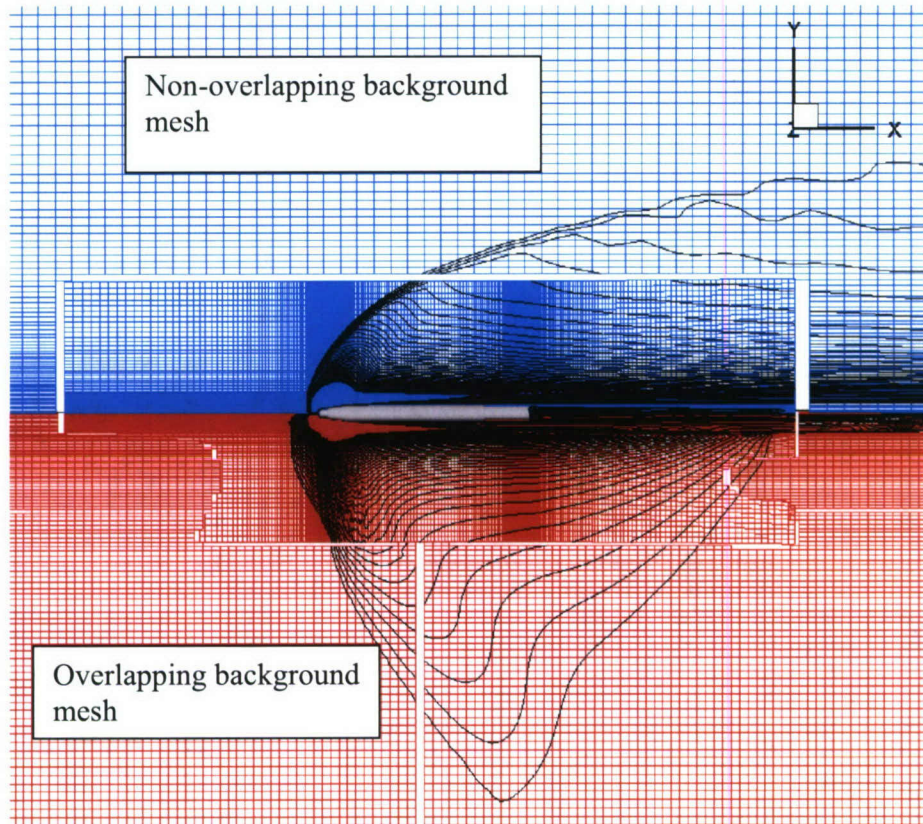 Non-overlapping background
mesh
Y
Z
X
Overlapping background
mesh